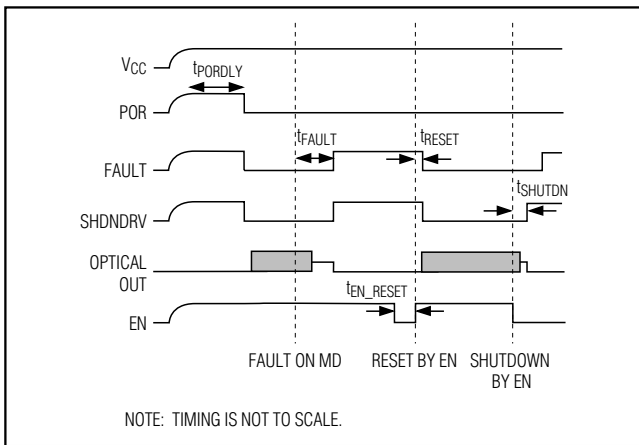 VCC
tPORDLY
POR
tFAULT
tRESET
FAULT
tSHUTDN
SHDNDRV
OPTICAL
OUT
tEN_RESET
EN
FAULT ON MD
RESET BY EN
SHUTDOWN
BY EN
NOTE: TIMING IS NOT TO SCALE.